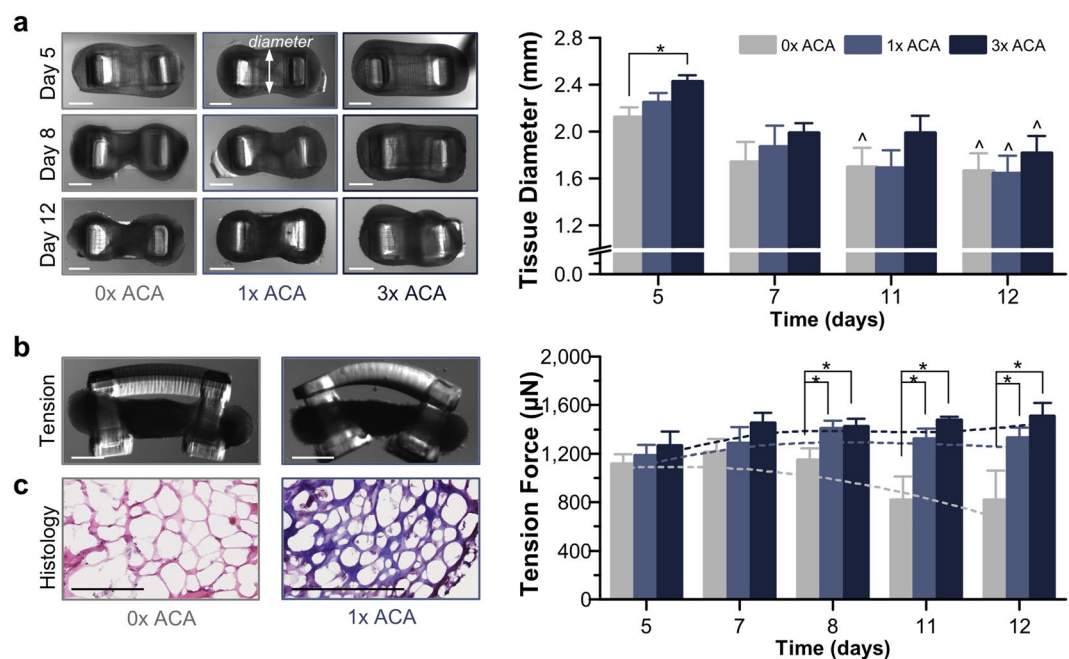 a
Day 5
Day 8
Day 12
diameter
0x ACA
1x ACA
3x ACA
Tissue Diameter (mm)
2.8
2.4
2.0
1.6
1.2
0.0
0x ACA
1x ACA
3x ACA
*
^
^
^
^
5
7
11
12
Time (days)
b
Tension
c
Histology
0x ACA
1x ACA
Tension Force (µN)
2,000
1,600
1,200
800
400
0
*
*
*
*
*
*
5
7
8
11
12
Time (days)